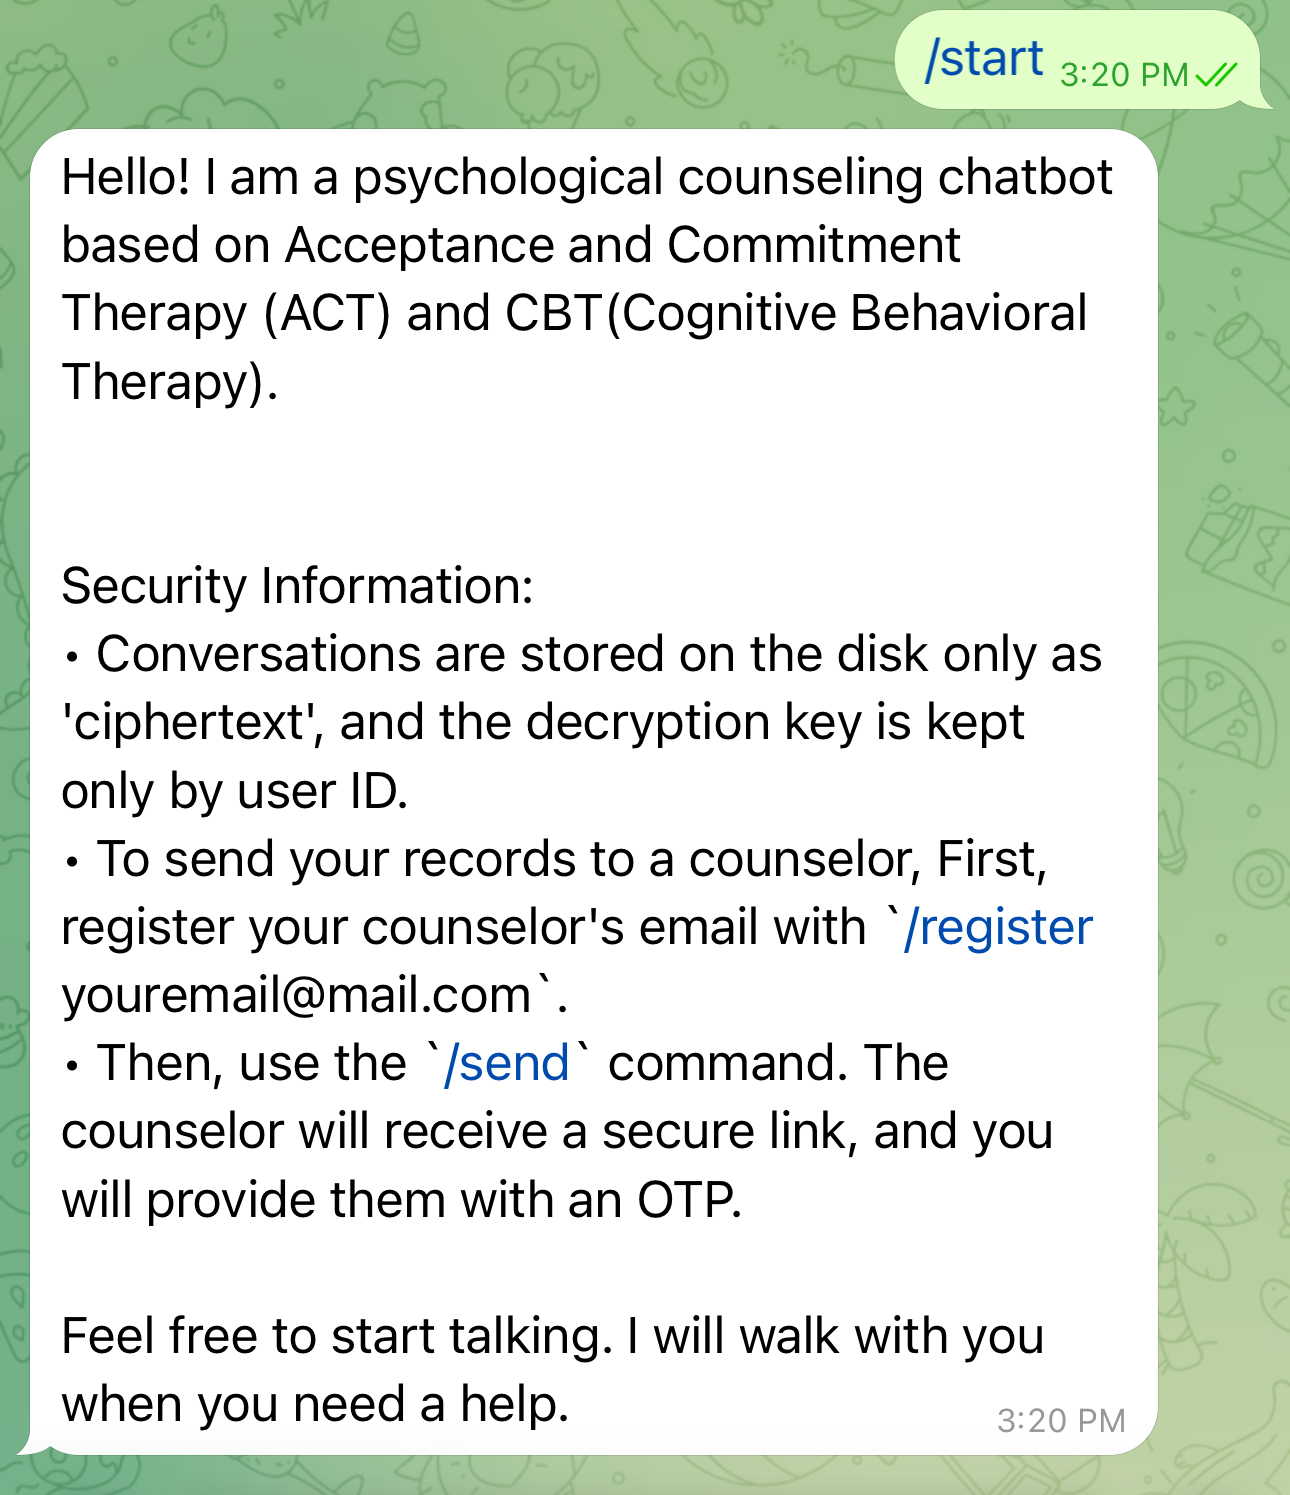 /start 3:20 PM
Hello! I am a psychological counseling chatbot
based on Acceptance and Commitment
Therapy (ACT) and CBT(Cognitive Behavioral
Therapy).
Security Information:
• Conversations are stored on the disk only as
'ciphertext', and the decryption key is kept
only by user ID.
• To send your records to a counselor, First,
register your counselor's email with `/register
youremail@mail.com`.
• Then, use the `/send` command. The
counselor will receive a secure link, and you
will provide them with an OTP.
Feel free to start talking. I will walk with you
when you need a help.
3:20 PM